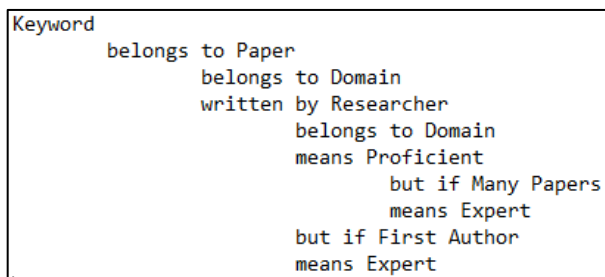 Keyword
belongs to Paper
belongs to Domain
written by Researcher
belongs to Domain
means Proficient
but if Many Papers
means Expert
but if First Author
means Expert